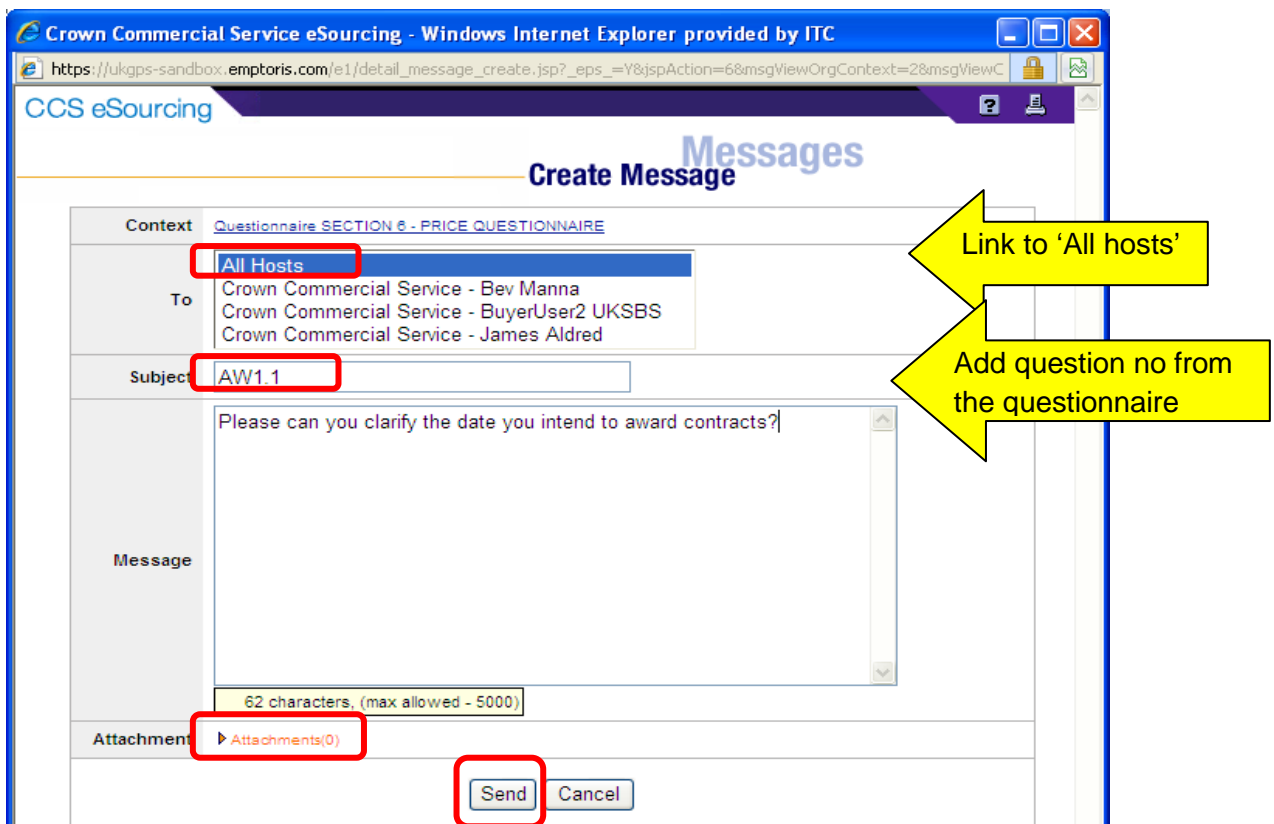 Crown Commercial Service eSourcing - Windows Internet Explorer provided by ITC
https://ukgps-sandbox.emptoris.com/e1/detail_message_create.jsp?_eps_=Y&jspAction=6&msgViewOrgContext=2&msgViewC
CCS eSourcing
?
Messages
Create Message
Context Questionnaire SECTION 6 - PRICE QUESTIONNAIRE
Link to ‘All hosts’
To
All Hosts
Crown Commercial Service - Bev Manna
Crown Commercial Service - BuyerUser2 UKSBS
Crown Commercial Service - James Aldred
Add question no from
the questionnaire
Subject AW1.1
Message
Please can you clarify the date you intend to award contracts?
62 characters, (max allowed - 5000)
Attachment Attachments(0)
Send Cancel